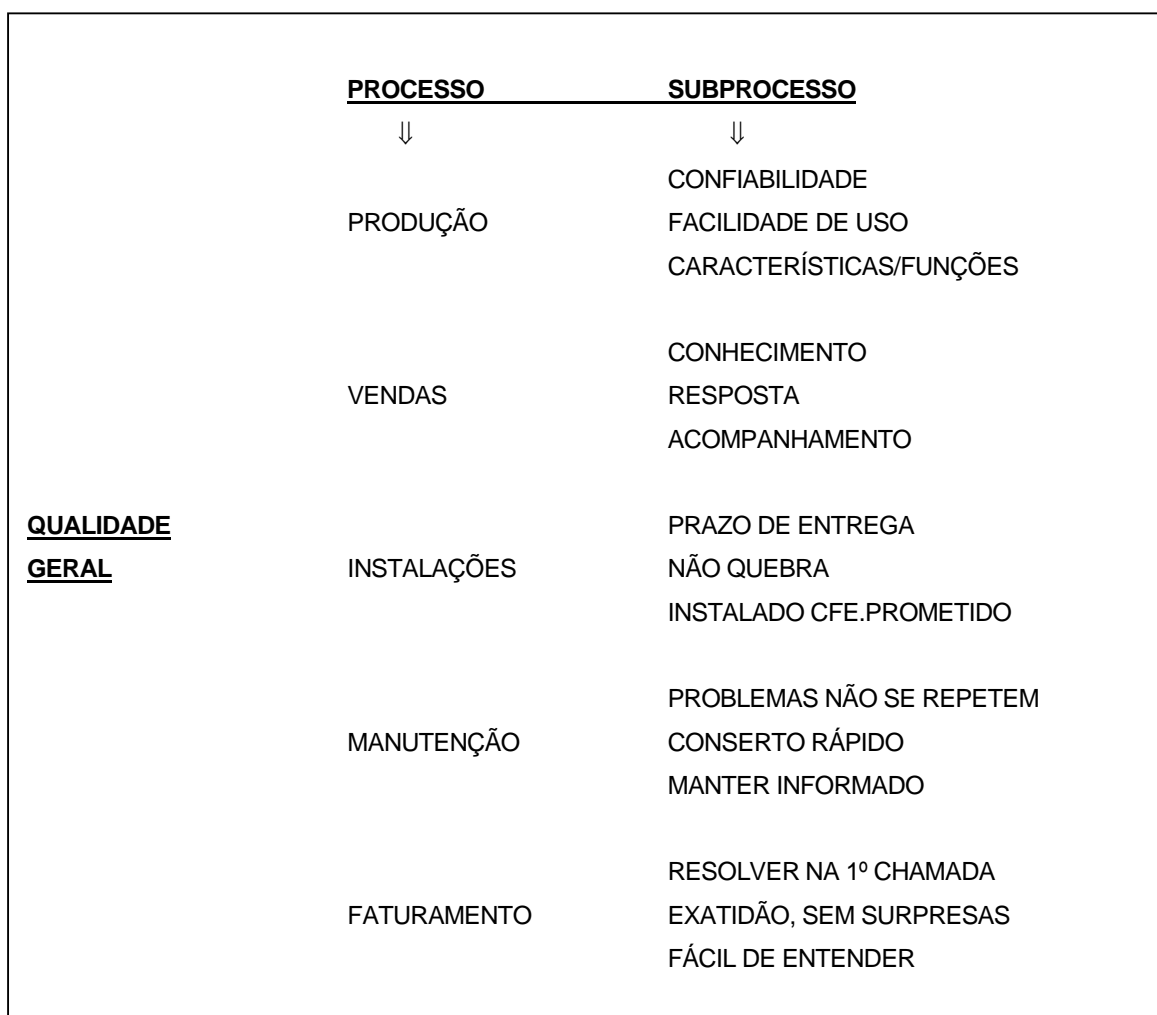 PROCESSO SUBPROCESSO
⇓ ⇓
CONFIABILIDADE
PRODUÇÃO FACILIDADE DE USO
CARACTERÍSTICAS/FUNÇÕES
CONHECIMENTO
VENDAS RESPOSTA
ACOMPANHAMENTO
QUALIDADE PRAZO DE ENTREGA
GERAL INSTALAÇÕES NÃO QUEBRA
INSTALADO CFE.PROMETIDO
PROBLEMAS NÃO SE REPETEM
MANUTENÇÃO CONSERTO RÁPIDO
MANTER INFORMADO
RESOLVER NA 1º CHAMADA
FATURAMENTO EXATIDÃO, SEM SURPRESAS
FÁCIL DE ENTENDER